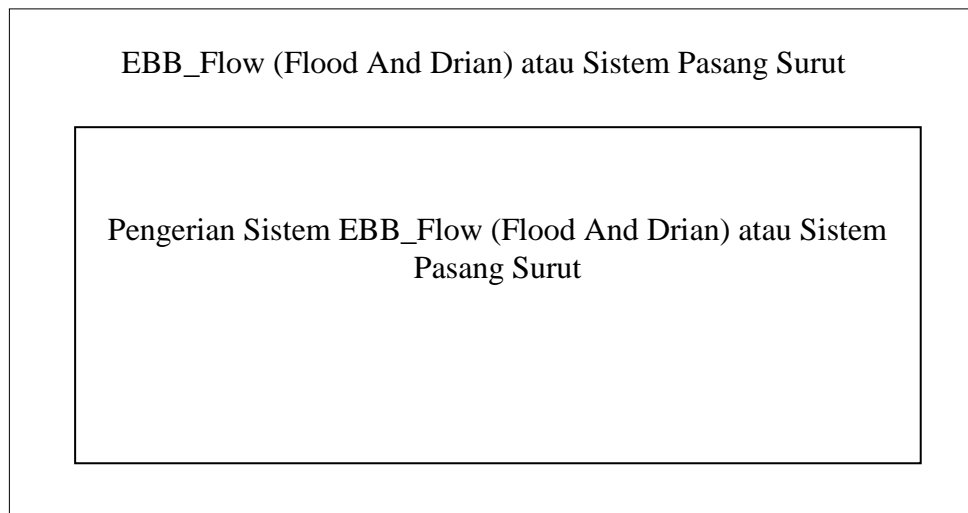 EBB_Flow (Flood And Drian) atau Sistem Pasang Surut
Pengerian Sistem EBB_Flow (Flood And Drian) atau Sistem
Pasang Surut